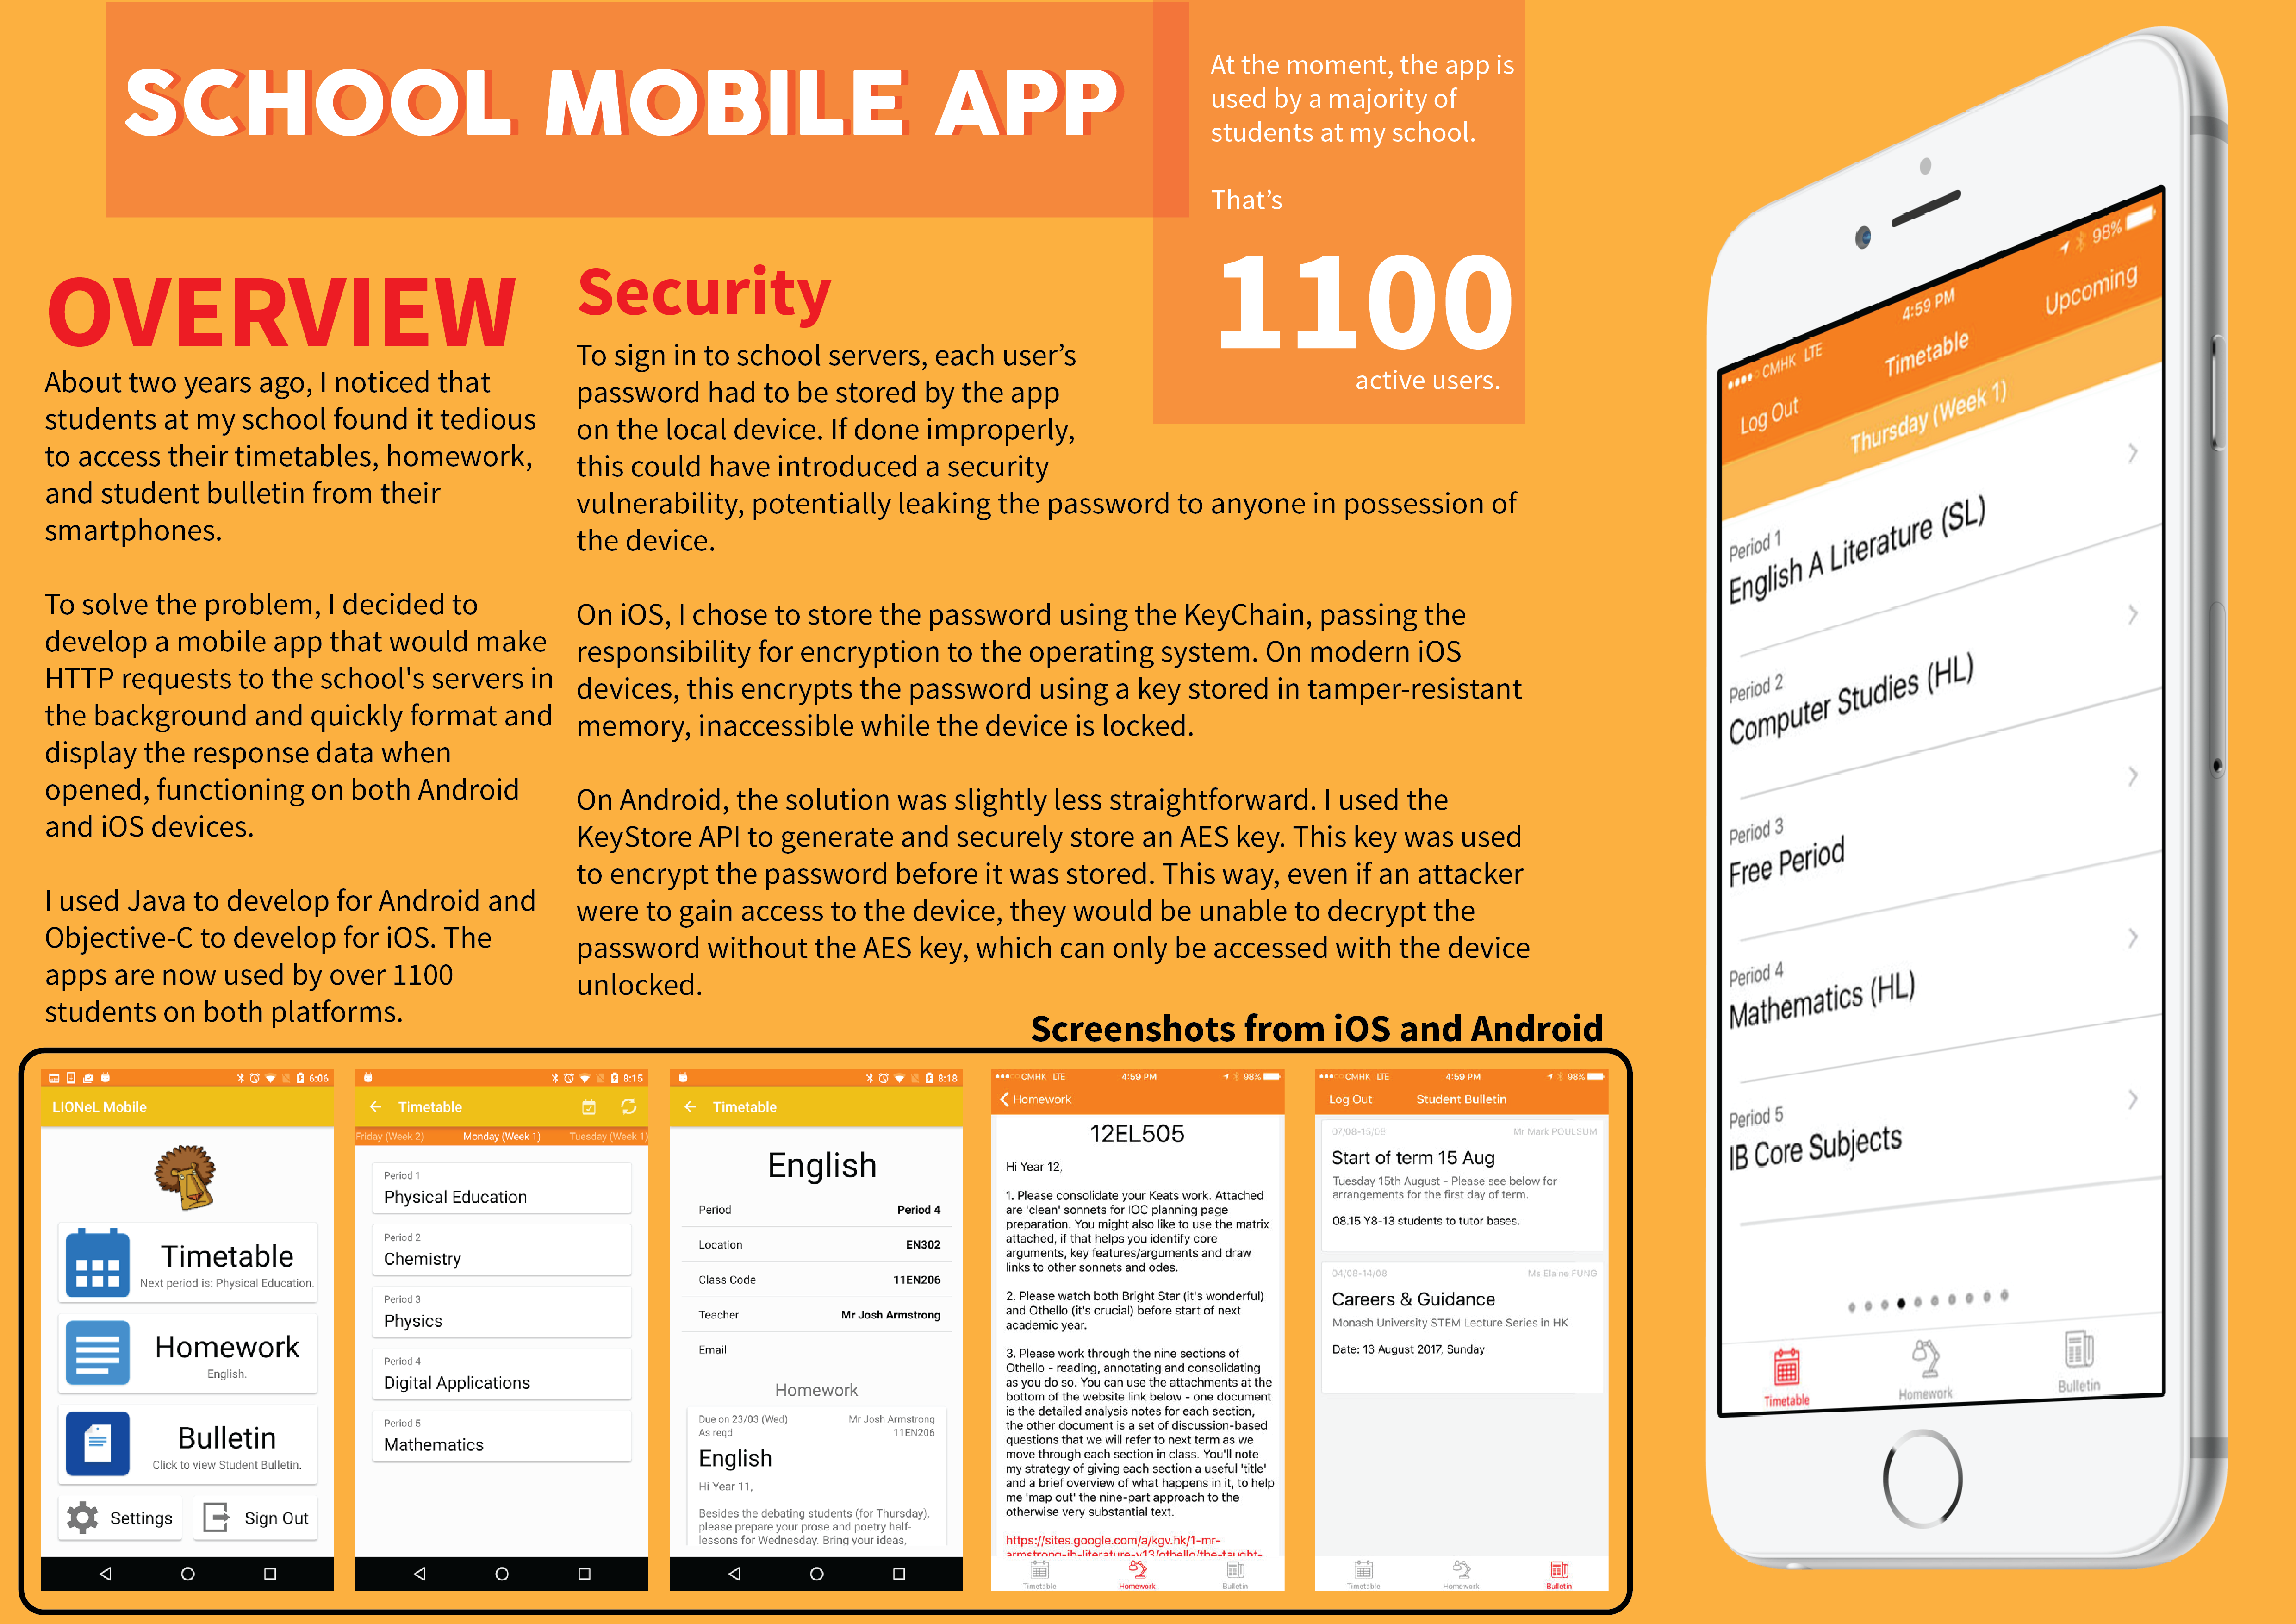 SCHOOL MOBILE APP
At the moment, the app is
used by a majority of
students at my school.
That's
1100
active users.
OVERVIEW
About two years ago, I noticed that
students at my school found it tedious
to access their timetables, homework,
and student bulletin from their
smartphones.
To solve the problem, I decided to
develop a mobile app that would make
HTTP requests to the school's servers in
the background and quickly format and
display the response data when
opened, functioning on both Android
and iOS devices.
I used Java to develop for Android and
Objective-C to develop for iOS. The
apps are now used by over 1100
students on both platforms.
Security
To sign in to school servers, each user's
password had to be stored by the app
on the local device. If done improperly,
this could have introduced a security
vulnerability, potentially leaking the password to anyone in possession of
the device.
On iOS, I chose to store the password using the KeyChain, passing the
responsibility for encryption to the operating system. On modern iOS
devices, this encrypts the password using a key stored in tamper-resistant
memory, inaccessible while the device is locked.
On Android, the solution was slightly less straightforward. I used the
KeyStore API to generate and securely store an AES key. This key was used
to encrypt the password before it was stored. This way, even if an attacker
were to gain access to the device, they would be unable to decrypt the
password without the AES key, which can only be accessed with the device
unlocked.
Screenshots from iOS and Android
6:06
LIONeL Mobile
Timetable
Next period is: Physical Education.
Homework
English.
Bulletin
Click to view Student Bulletin.
Settings
Sign Out
8:15
Timetable
Friday (Week 2) Monday (Week 1) Tuesday (Week 1)
Period 1
Physical Education
Period 2
Chemistry
Period 3
Physics
Period 4
Digital Applications
Period 5
Mathematics
8:18
Timetable
English
Period Period 4
Location EN302
Class Code 11EN206
Teacher Mr Josh Armstrong
Email
Homework
Due on 23/03 (Wed) Mr Josh Armstrong
As reqd 11EN206
English
Hi Year 11,
Besides the debating students (for Thursday),
please prepare your prose and poetry half-
lessons for Wednesday. Bring your ideas,
CMHK LTE 4:59 PM 98%
Homework
12EL505
Hi Year 12,
1. Please consolidate your Keats work. Attached
are 'clean' sonnets for IOC planning page
preparation. You might also like to use the matrix
attached, if that helps you identify core
arguments, key features/arguments and draw
links to other sonnets and odes.
2. Please watch both Bright Star (it's wonderful)
and Othello (it's crucial) before start of next
academic year.
3. Please work through the nine sections of
Othello - reading, annotating and consolidating
as you do so. You can use the attachments at the
bottom of the website link below - one document
is the detailed analysis notes for each section,
the other document is a set of discussion-based
questions that we will refer to next term as we
move through each section in class. You'll note
my strategy of giving each section a useful 'title'
and a brief overview of what happens in it, to help
me 'map out' the nine-part approach to the
otherwise very substantial text.
https://sites.google.com/a/kgv.hk/1-mr-
armstrong-ib-literature-y13/othello/the-taught-
Timetable Homework Bulletin
CMHK LTE 4:59 PM 98%
Log Out Student Bulletin
07/08-15/08 Mr Mark POULSUM
Start of term 15 Aug
Tuesday 15th August - Please see below for
arrangements for the first day of term.
08.15 Y8-13 students to tutor bases.
04/08-14/08 Ms Elaine FUNG
Careers & Guidance
Monash University STEM Lecture Series in HK
Date: 13 August 2017, Sunday
Timetable Homework Bulletin
CMHK LTE 4:59 PM 98%
Log Out Timetable Upcoming
Thursday (Week 1)
Period 1
English A Literature (SL)
Period 2
Computer Studies (HL)
Period 3
Free Period
Period 4
Mathematics (HL)
Period 5
IB Core Subjects
Timetable Homework Bulletin